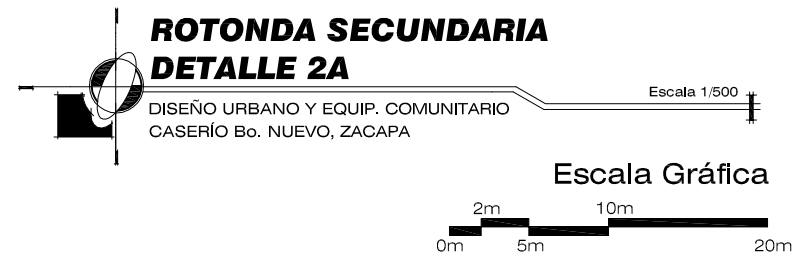 ROTONDA SECUNDARIA
DETALLE 2A
Escala 1/500
DISEÑO URBANO Y EQUIP. COMUNITARIO
CASERÍO Bo. NUEVO, ZACAPA
Escala Gráfica
2m 10m
0m 5m 20m